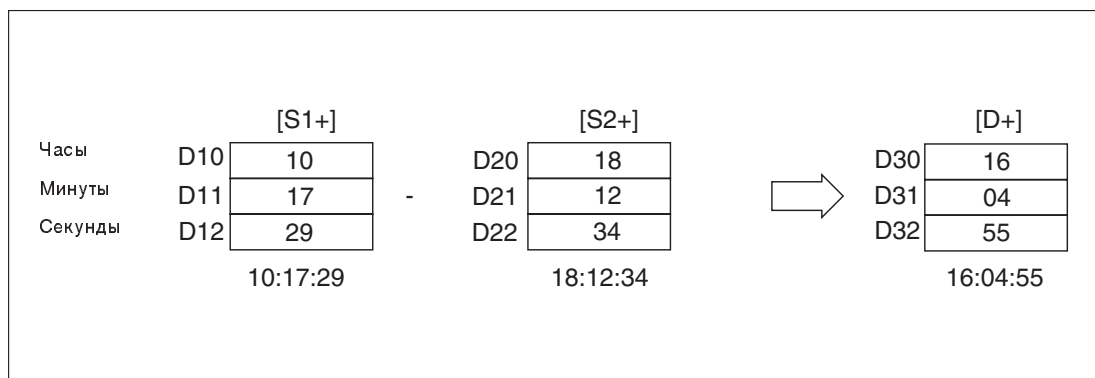 [S1+] [S2+] [D+]
Часы D10 10 D20 18 D30 16
Минуты D11 17 - D21 12 D31 04
Секунды D12 29 D22 34 D32 55
10:17:29 18:12:34 16:04:55